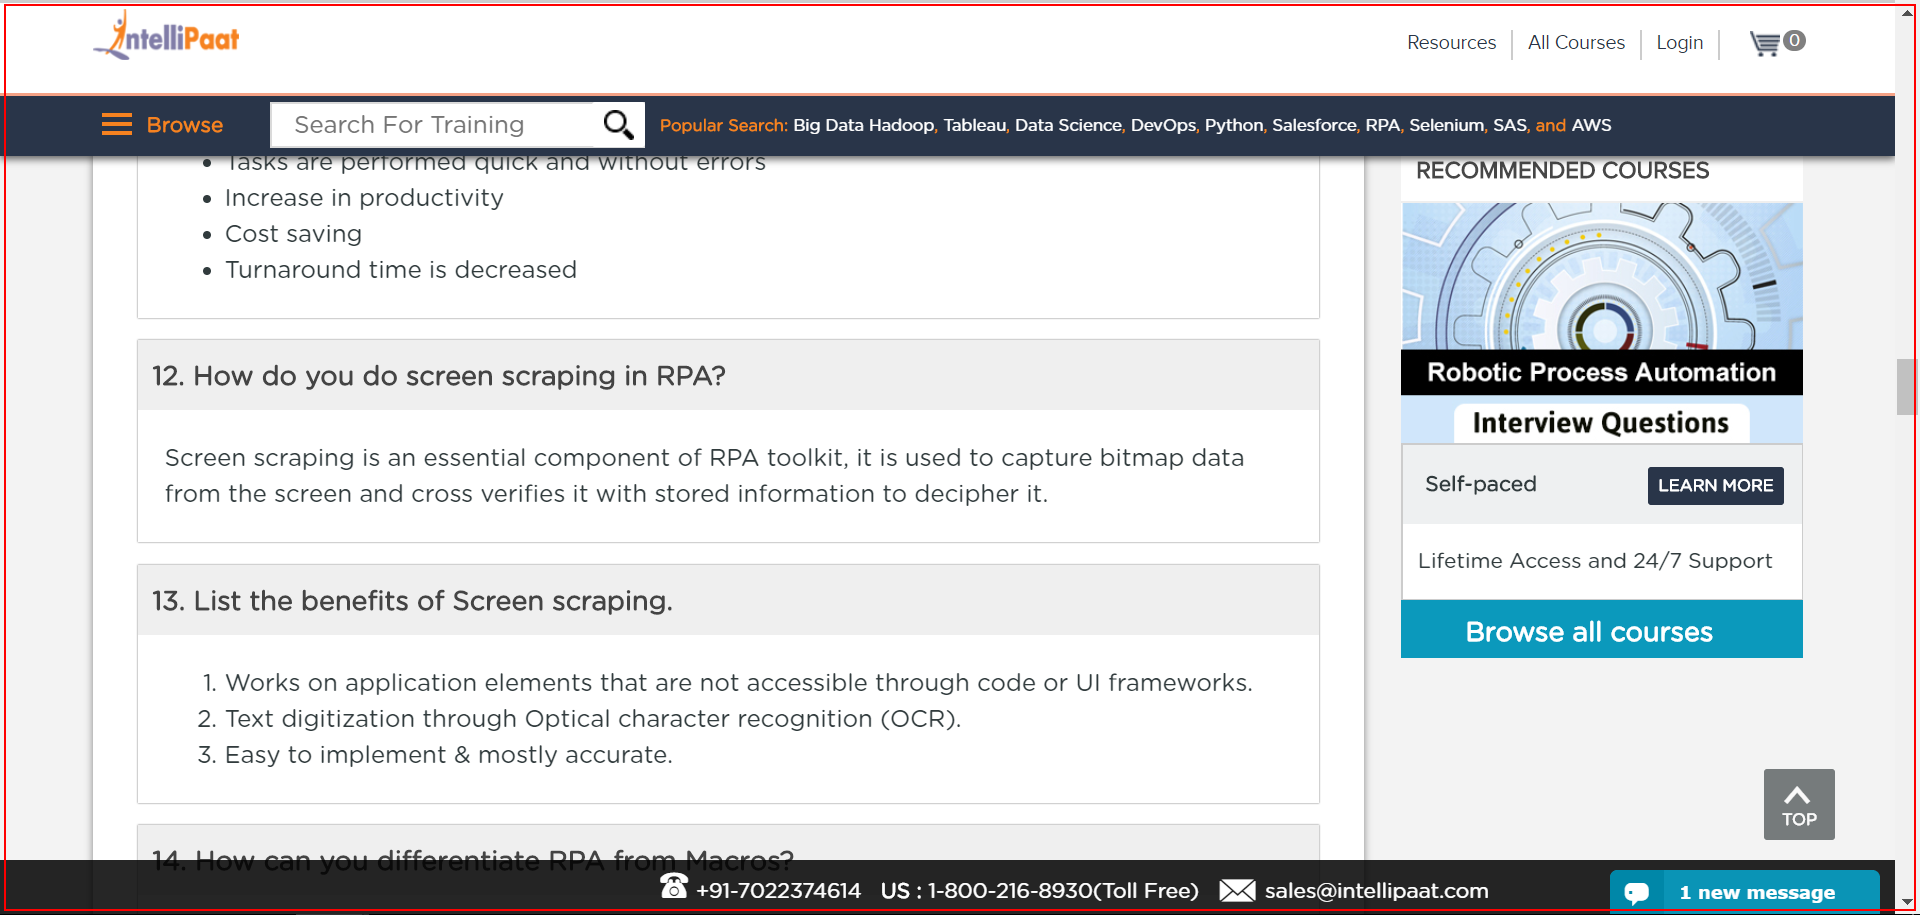 IntelliPaat
Resources
All Courses
Login
0
Browse
Search For Training
Popular Search: Big Data Hadoop, Tableau, Data Science, DevOps, Python, Salesforce, RPA, Selenium, SAS, and AWS
Tasks are performed quick and without errors
Increase in productivity
Cost saving
Turnaround time is decreased
12. How do you do screen scraping in RPA?
Screen scraping is an essential component of RPA toolkit, it is used to capture bitmap data
from the screen and cross verifies it with stored information to decipher it.
13. List the benefits of Screen scraping.
1. Works on application elements that are not accessible through code or UI frameworks.
2. Text digitization through Optical character recognition (OCR).
3. Easy to implement & mostly accurate.
14. How can you differentiate RPA from Macros?
RECOMMENDED COURSES
Robotic Process Automation
Interview Questions
Self-paced
LEARN MORE
Lifetime Access and 24/7 Support
Browse all courses
TOP
+91-7022374614 US : 1-800-216-8930(Toll Free) sales@intellipaat.com
1 new message